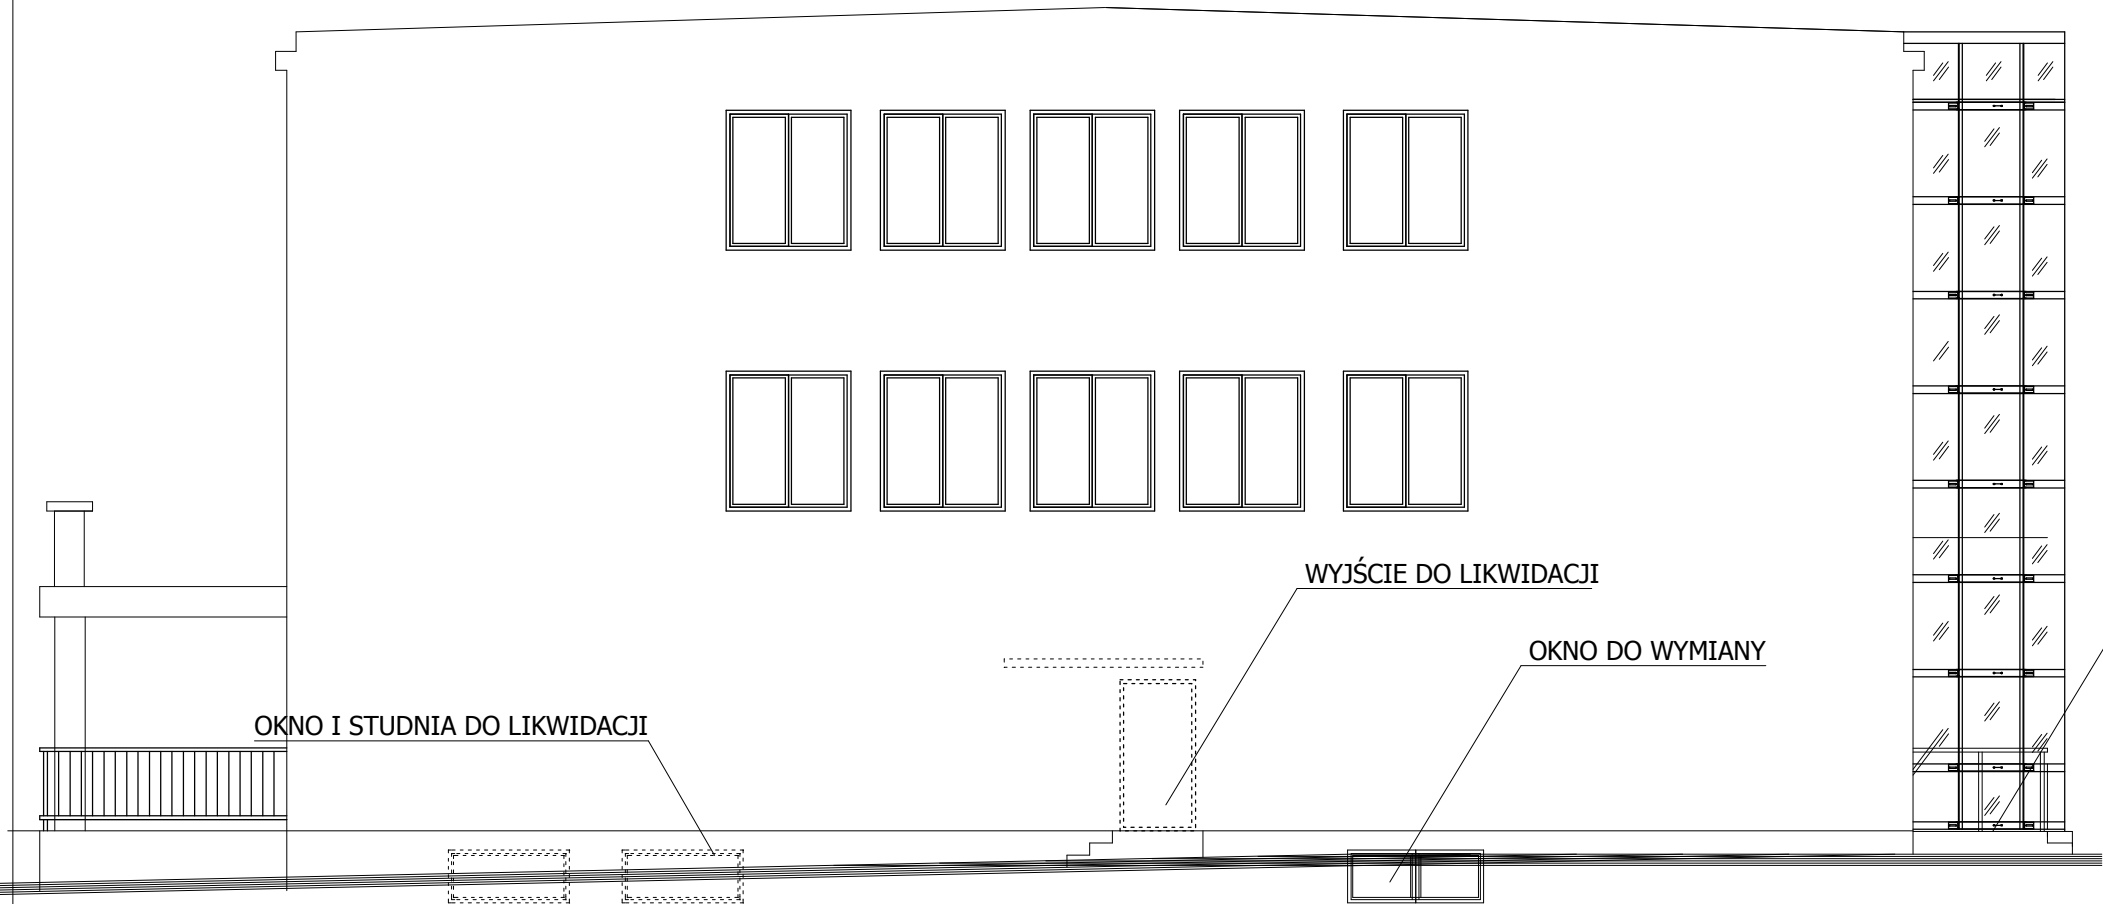 WYJŚCIE DO LIKWIDACJI
OKNO DO WYMIANY
OKNO I STUDNIA DO LIKWIDACJI